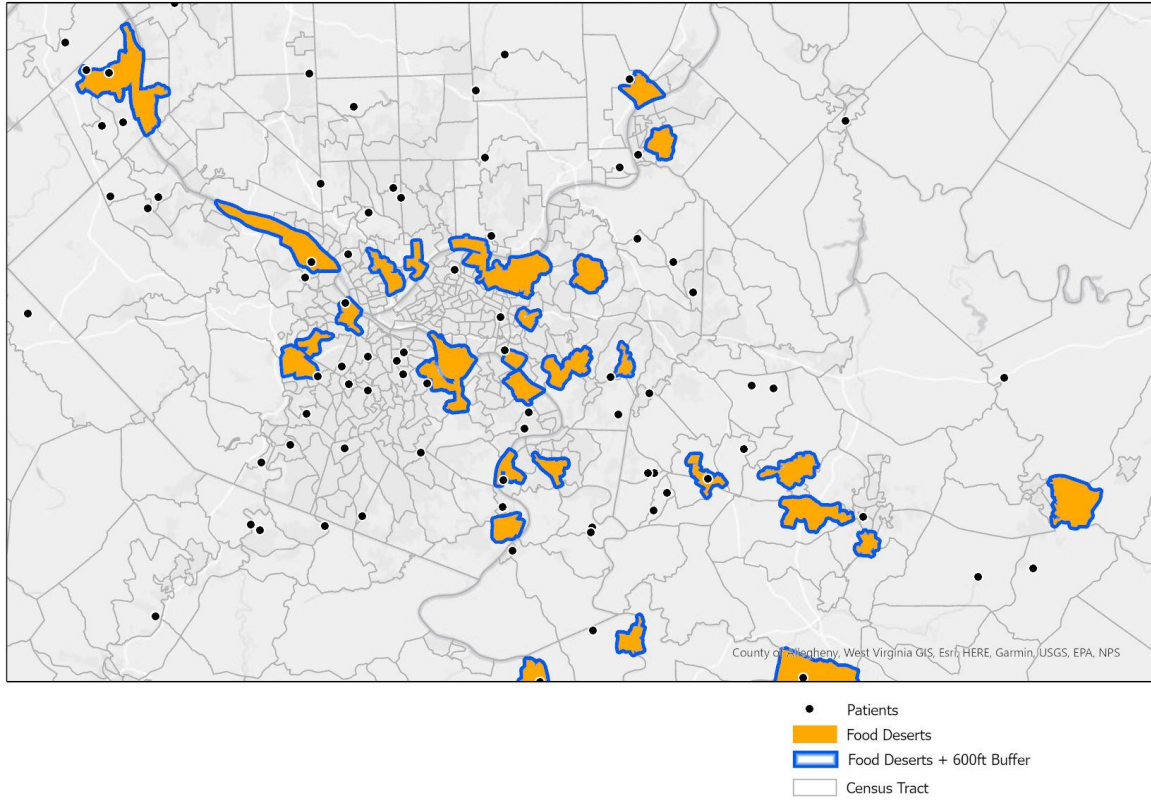 County of Allegheny, West Virginia GIS, Esri, HERE, Garmin, USGS, EPA, NPS
Patients
Food Deserts
Food Deserts + 600ft Buffer
Census Tract